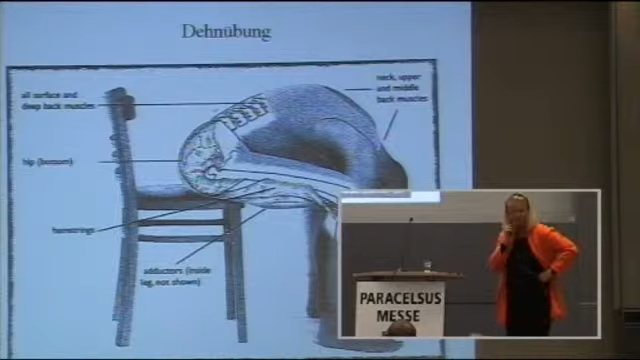 Dehnübung
all surface and
deep back muscles
neck, upper
and middle
back muscles
hip (bottom)
hamstrings
adductors (inside
leg, not shown)
PARACELSUS
MESSE